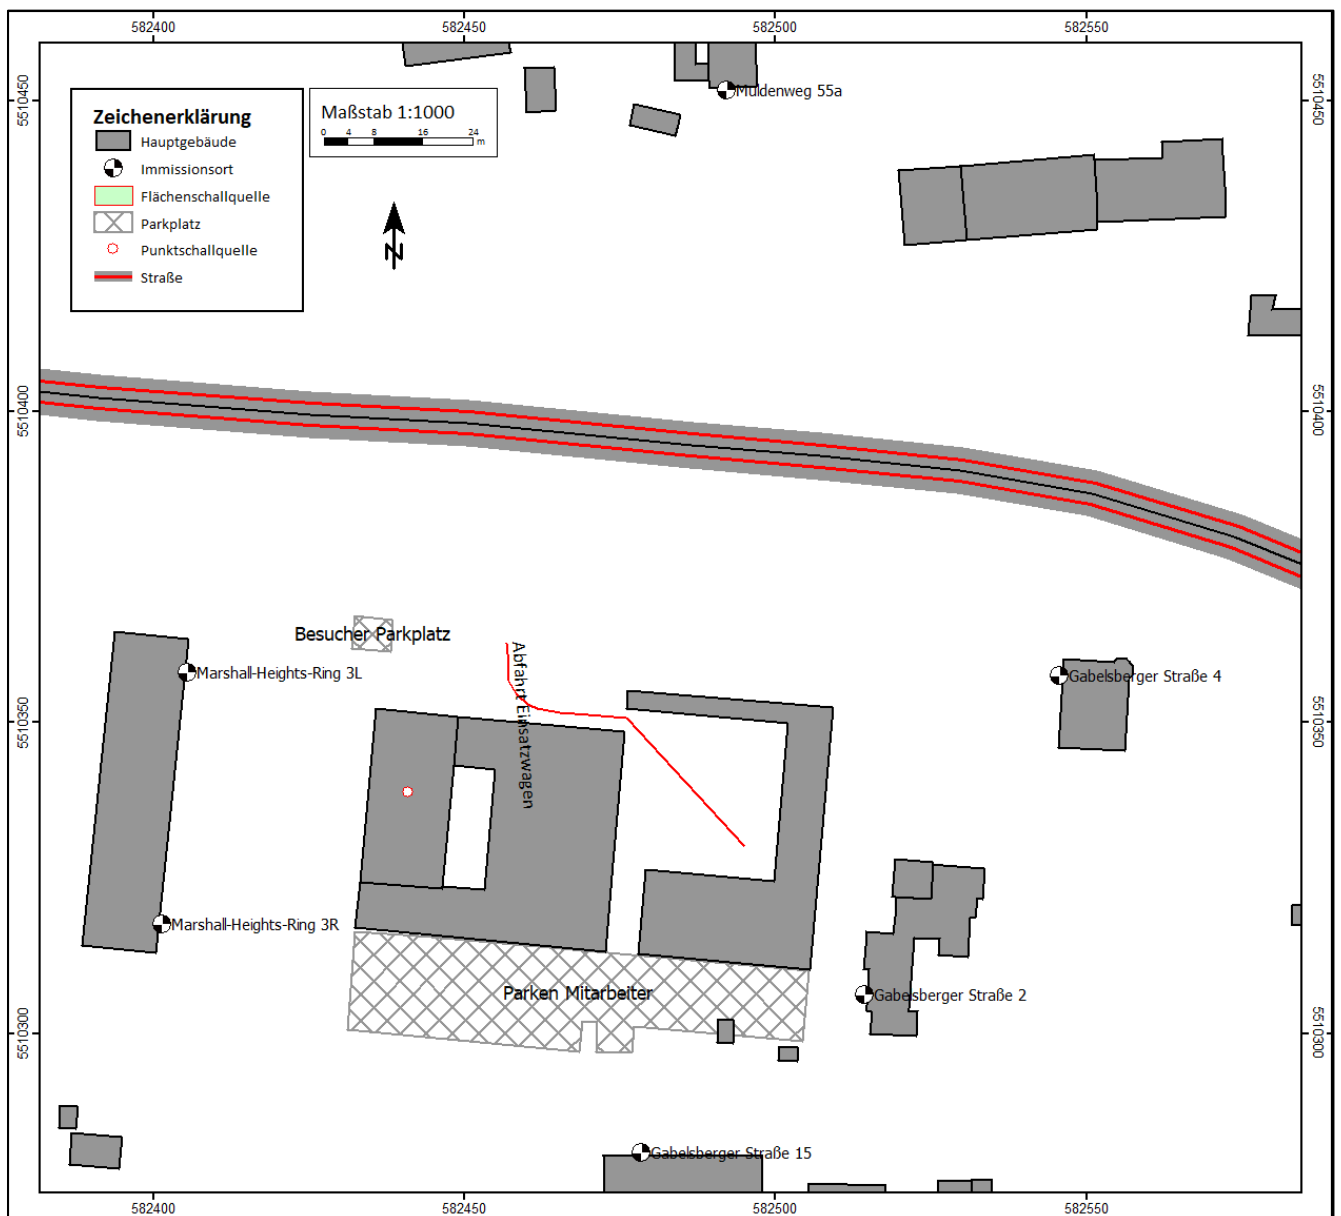 582400 582450 582500 582550
5510450
5510450
Zeichenerklärung
Hauptgebäude
Immissionsort
Flächenschallquelle
Parkplatz
Punktschallquelle
Straße
Maßstab 1:1000
0 4 8 16 24
m
N
Muldenweg 55a
5510400
5510400
Besucher Parkplatz
Abfahrt Einsatzwagen
Marshall-Heights-Ring 3L
Gabelsberger Straße 4
5510350
5510350
Marshall-Heights-Ring 3R
Parken Mitarbeiter
Gabelsberger Straße 2
5510300
5510300
Gabelsberger Straße 15
582400 582450 582500 582550